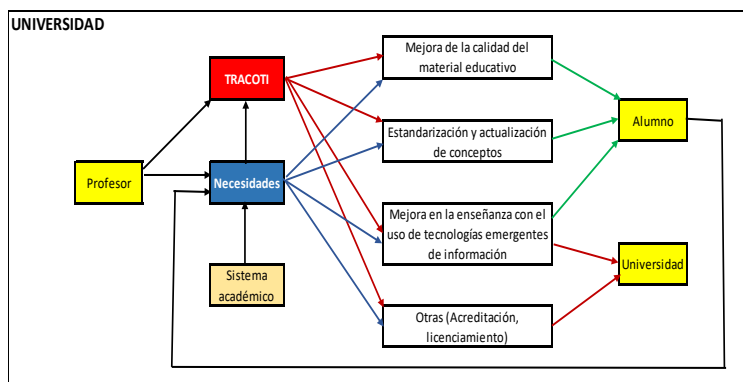 UNIVERSIDAD
Mejora de la calidad del
material educativo
TRACOTI
Alumno
Estandarización y actualización
de conceptos
Profesor
Necesidades
Mejora en la enseñanza con el
uso de tecnologías emergentes
de información
Universidad
Sistema
académico
Otras (Acreditación,
licenciamiento)